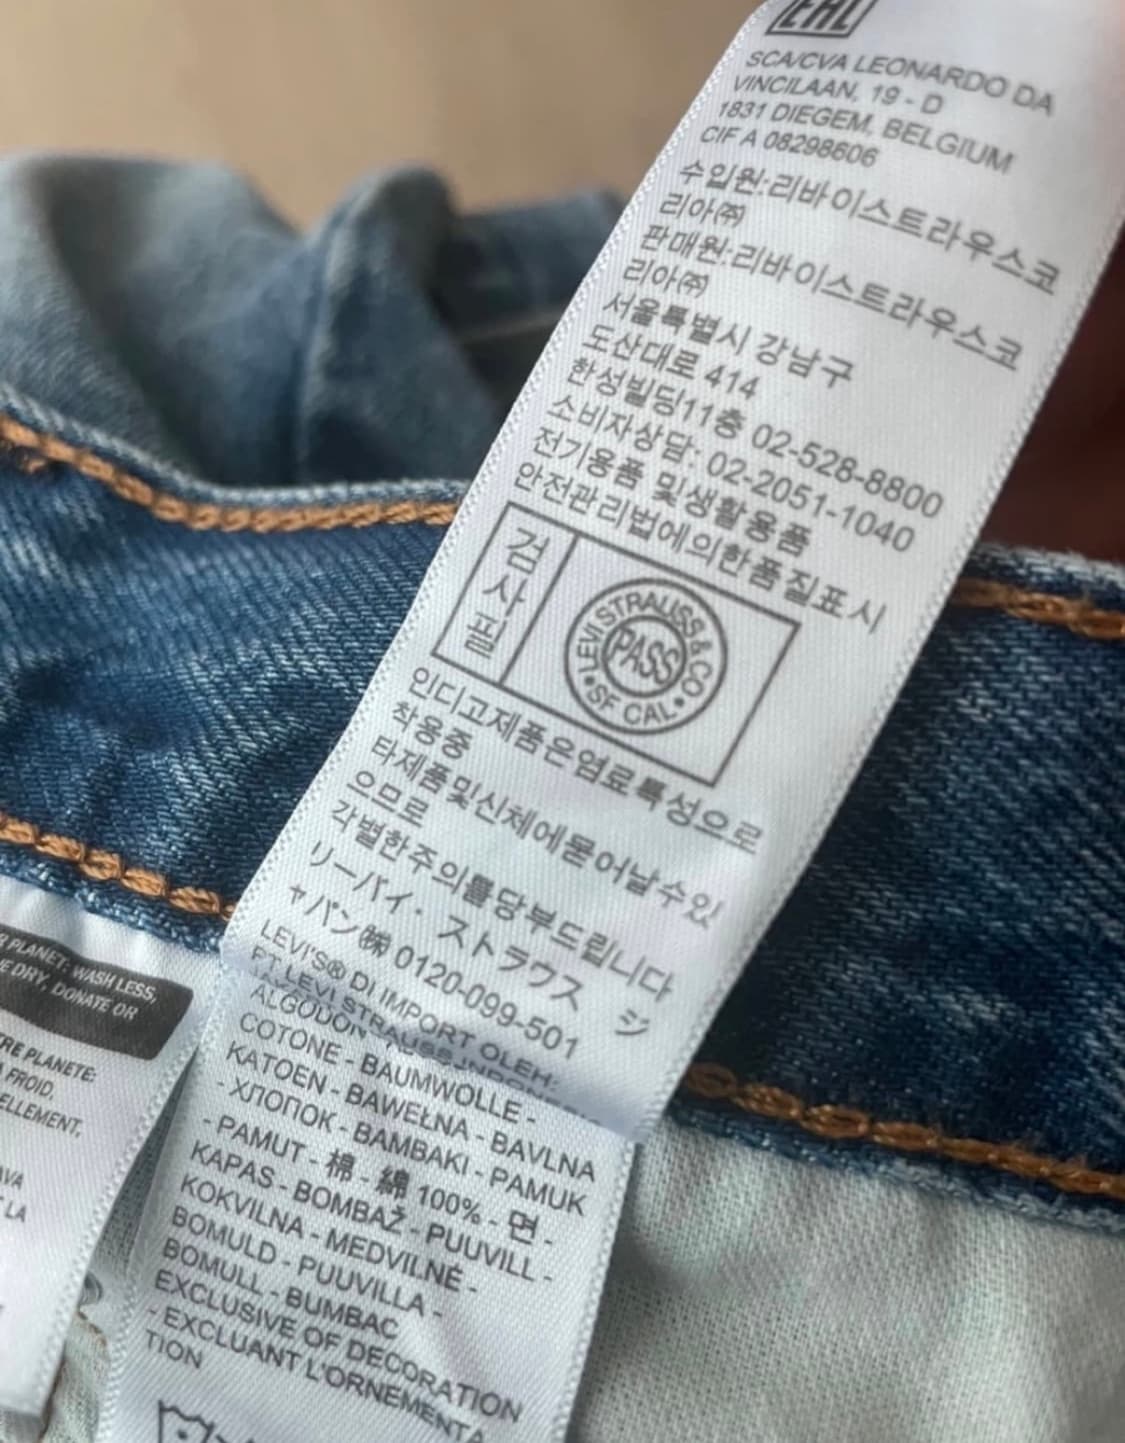 EAC
SCA/CVA LEONARDO DA
VINCILAAN, 19 - D
1831 DIEGEM, BELGIUM
CIF A 08298606
수입원:리바이스트라우스코
리아㈜
판매원:리바이스트라우스코
리아㈜
서울특별시 강남구
도산대로 414
한성빌딩11층 02-528-8800
소비자상담: 02-2051-1040
전기용품 및생활용품
안전관리법에의한품질표시
검사필
LEVI STRAUSS & CO
PASS
SF CAL
인디고제품은염료특성으로
착용중
타제품및신체에묻어날수있
으므로
각별한주의를당부드립니다
リーバイ・ストラウス ジ
ャパン㈱ 0120-099-501
LEVI'S® DI IMPORT OLEH:
PT.LEVI STRAUSS
ALGODON
COTONE - BAUMWOLLE -
KATOEN - BAWEŁNA - BAVLNA
- ХЛОПОК - BAMBAKI - PAMUK
- PAMUT - 棉 - 綿 100% - 면 -
KAPAS - BOMBAŽ - PUUVILL -
KOKVILNA - MEDVILNĖ -
BOMULD - PUUVILLA -
BOMULL - BUMBAC
EXCLUSIVE OF DECORATION
- EXCLUANT L'ORNEMENTA
TION
PLANET: WASH LESS,
DRY, DONATE OR
PLANETE:
FROID.